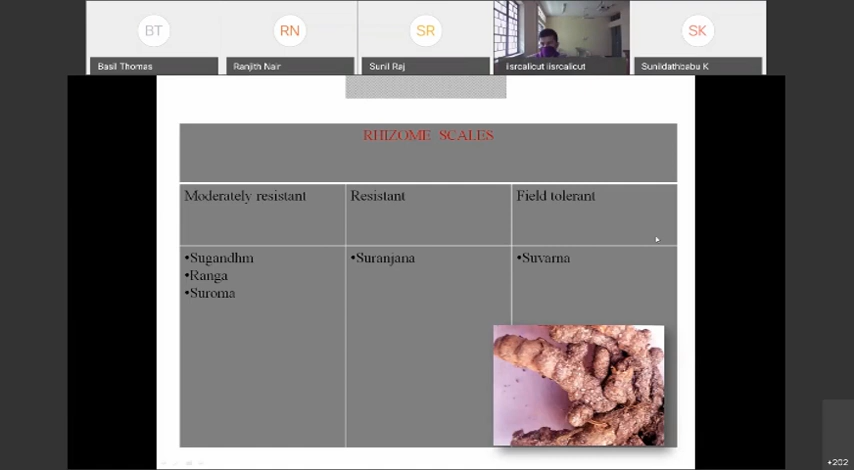 BT
RN
SR
SK
Basil Thomas
Ranjith Nair
Sunil Raj
iisrcalicut iisrcalicut
Sunildathbabu K
RHIZOME SCALES
Moderately resistant
Resistant
Field tolerant
•Sugandhm
•Ranga
•Suroma
•Suranjana
•Suvarna
+202